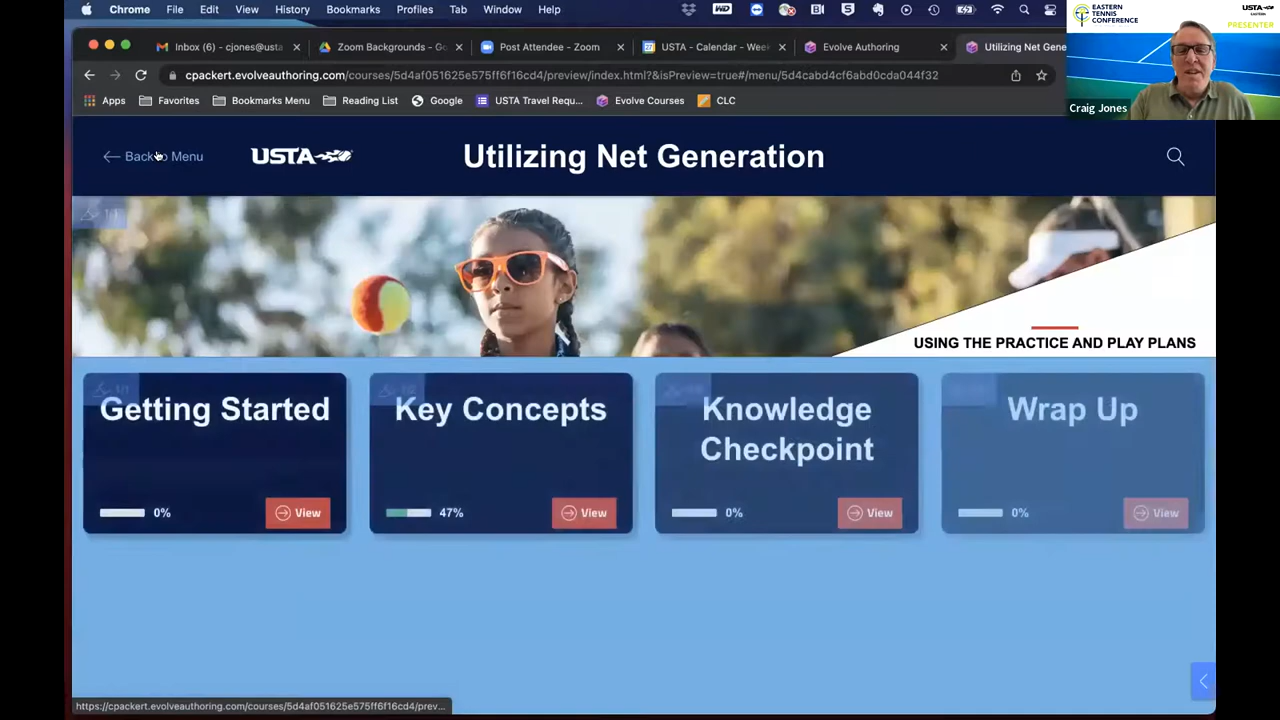 Chrome File Edit View History Bookmarks Profiles Tab Window Help
EASTERN TENNIS CONFERENCE
USTA EASTERN
PRESENTER
Inbox (6) - cjones@usta
Zoom Backgrounds - Go
Post Attendee - Zoom
USTA - Calendar - Week
Evolve Authoring
Utilizing Net Gene
cpackert.evolveauthoring.com/courses/5d4af051625e575ff6f16cd4/preview/index.html?&isPreview=true#/menu/5d4cabd4cf6abd0cda044f32
Craig Jones
Apps Favorites Bookmarks Menu Reading List Google USTA Travel Requ... Evolve Courses CLC
Back to Menu
USTA
Utilizing Net Generation
USING THE PRACTICE AND PLAY PLANS
Getting Started
0%
View
Key Concepts
47%
View
Knowledge
Checkpoint
0%
View
Wrap Up
0%
View
https://cpackert.evolveauthoring.com/courses/5d4af051625e575ff6f16cd4/prev...